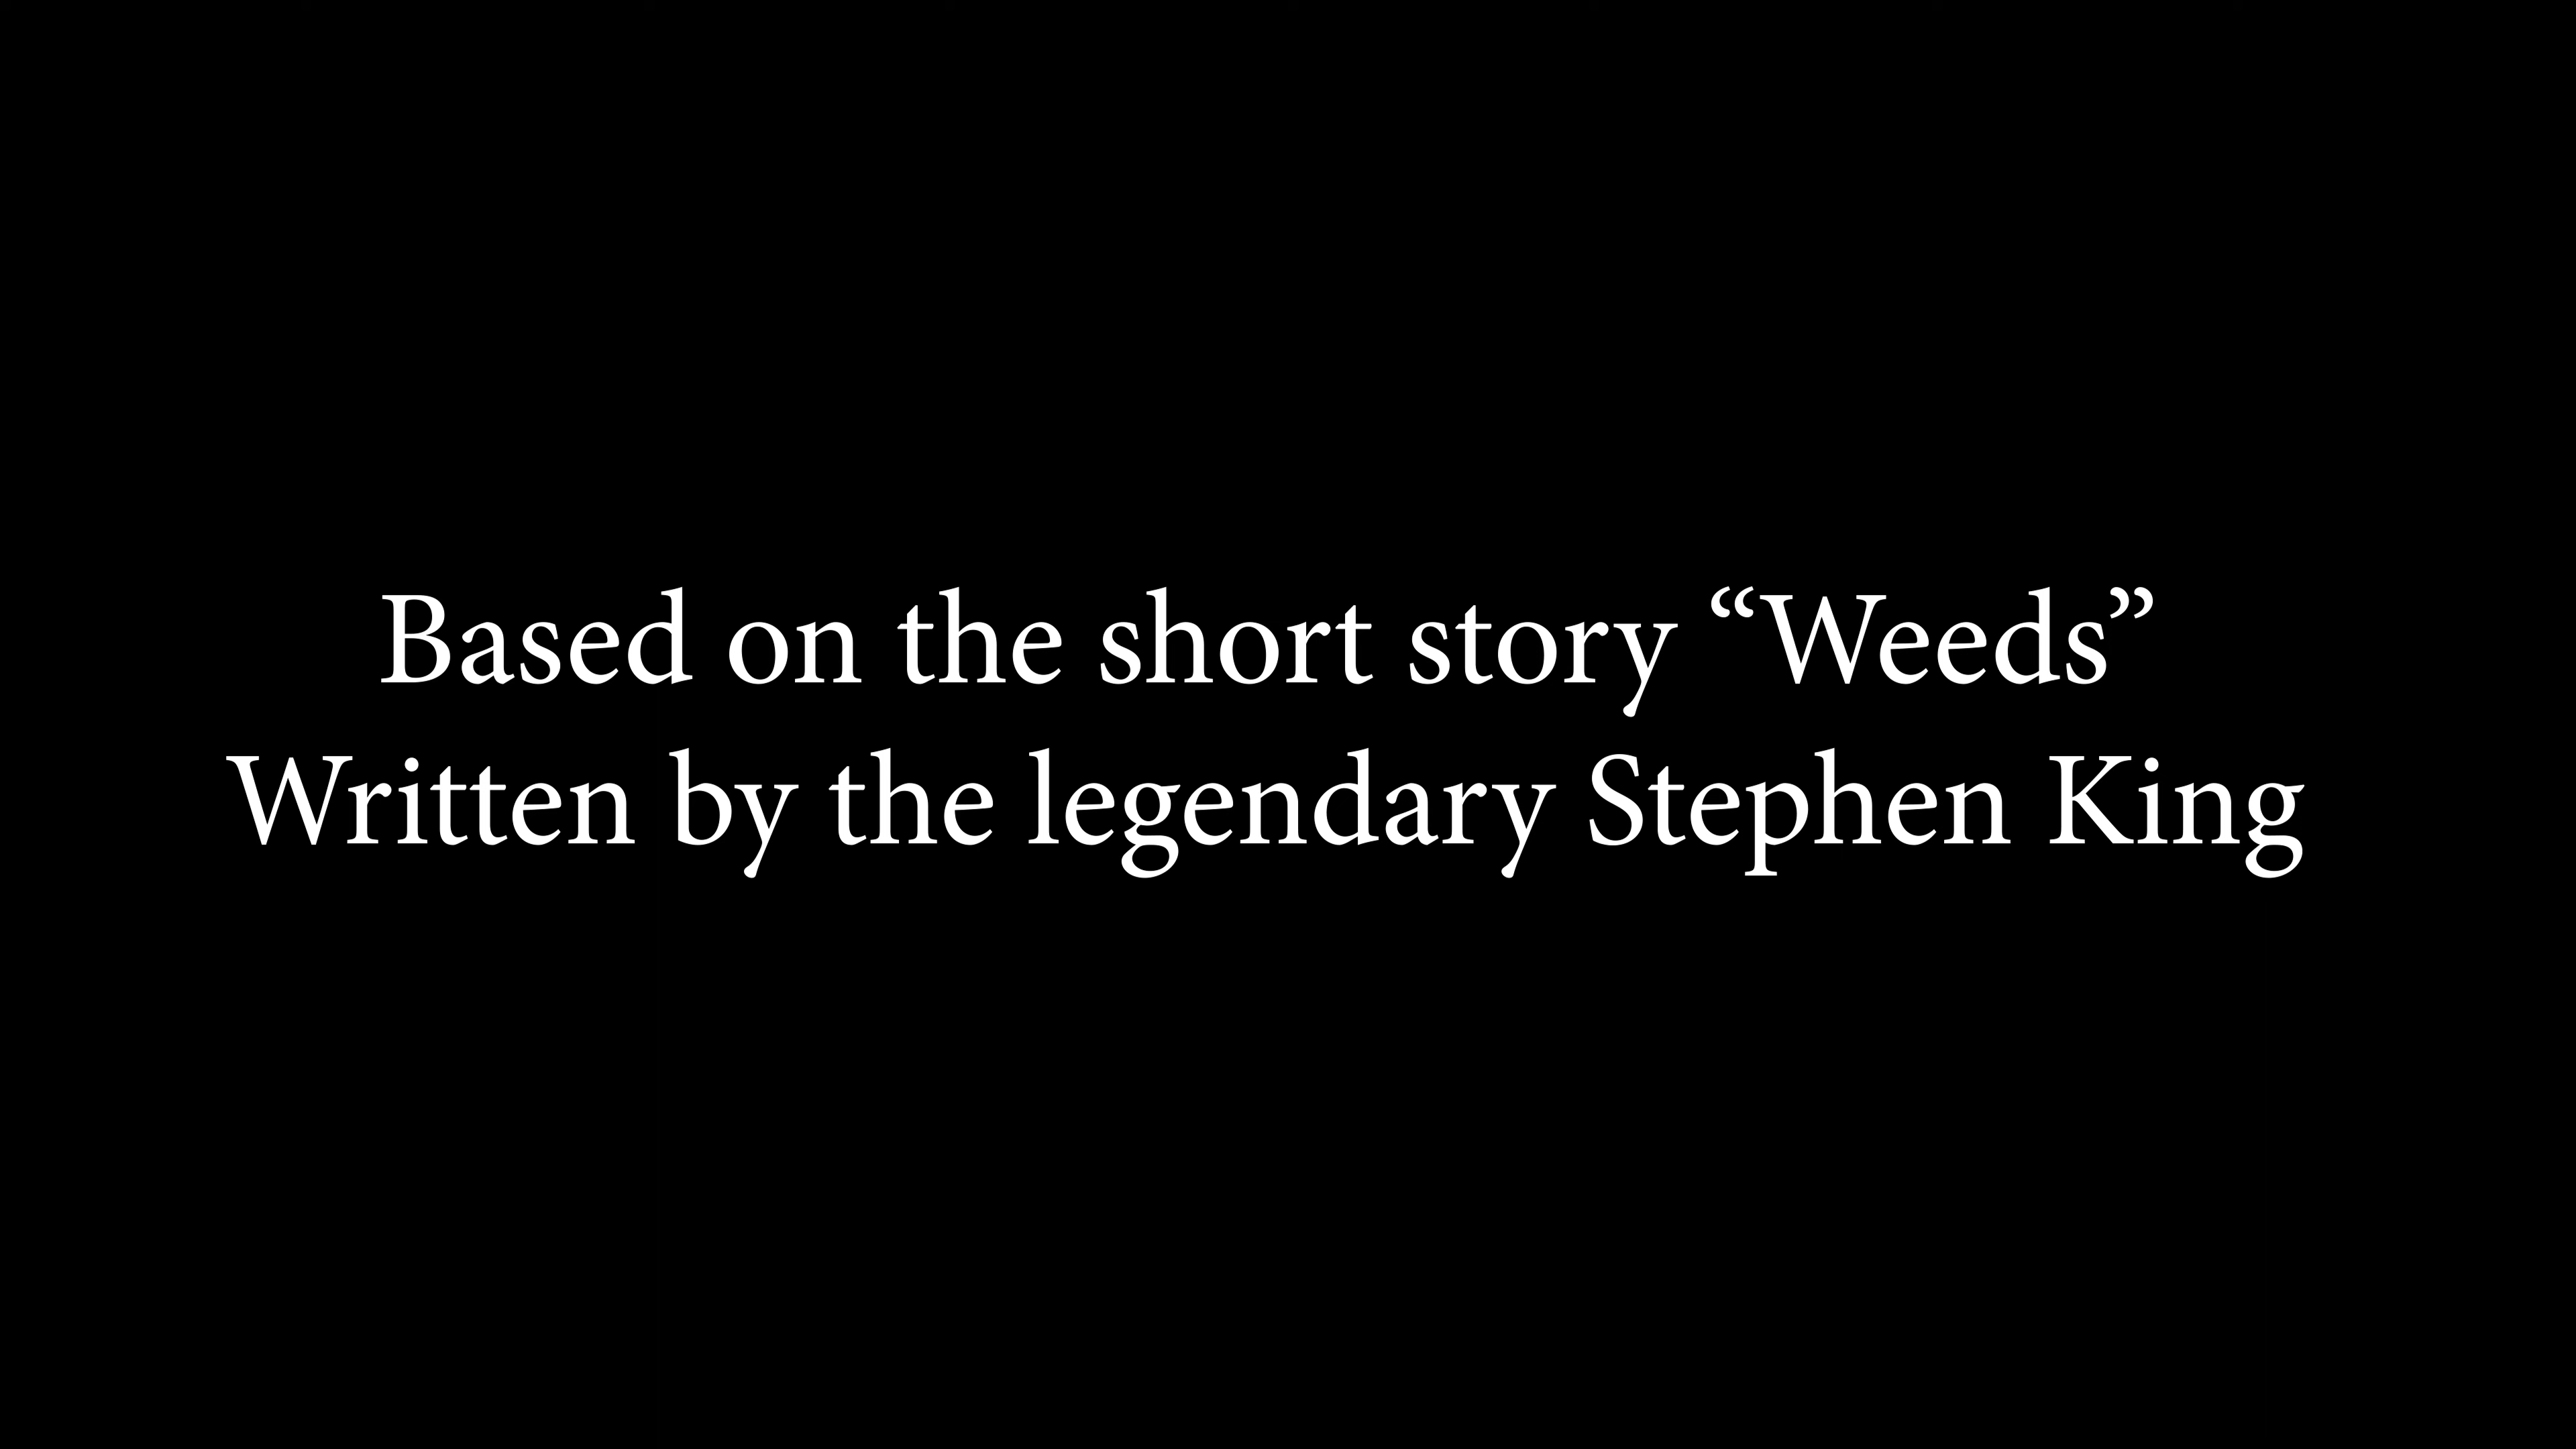 Based on the short story “Weeds”
Written by the legendary Stephen King